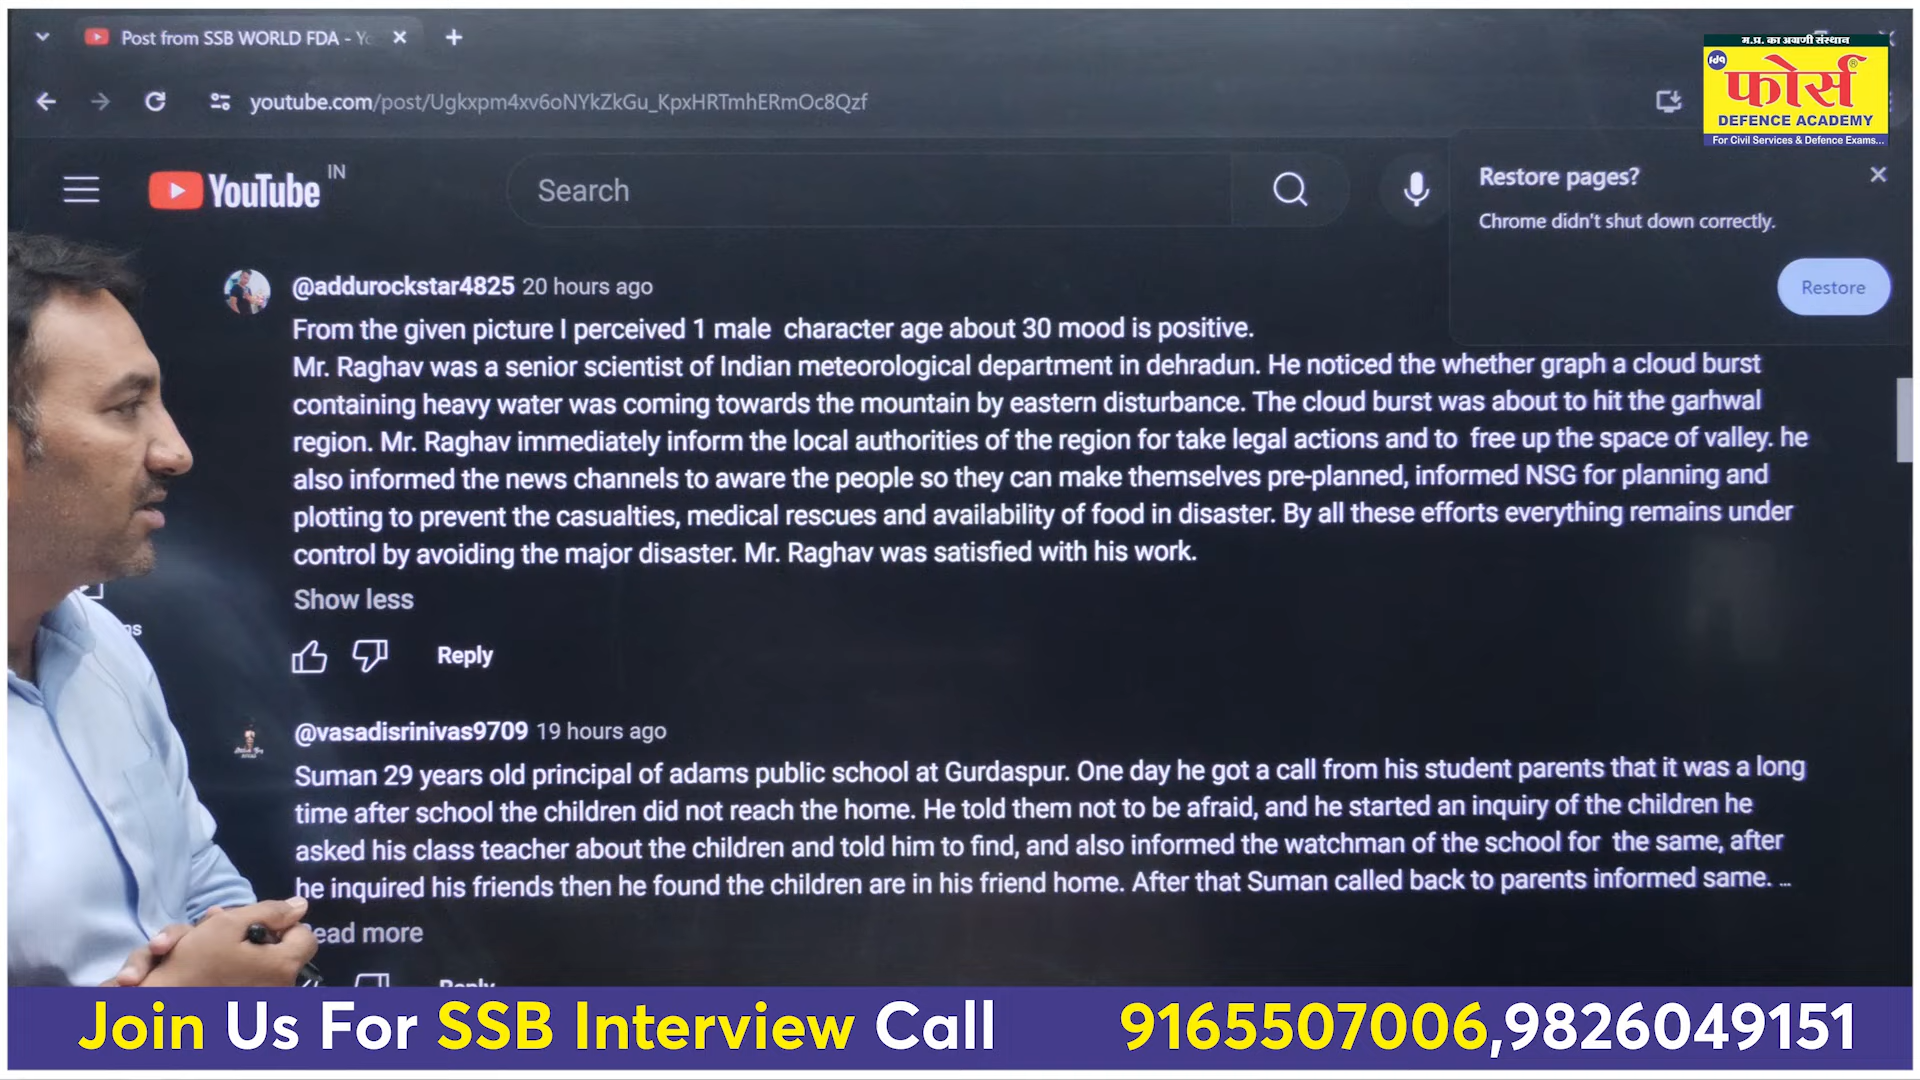 Post from SSB WORLD FDA - Yo
म.प्र. का अग्रणी संस्थान
fda
फोर्स
DEFENCE ACADEMY
For Civil Services & Defence Exams...
youtube.com/post/Ugkxpm4xv6oNYkZkGu_KpxHRTmhERmOc8Qzf
YouTube IN
Search
Restore pages?
Chrome didn't shut down correctly.
Restore
@addurockstar4825 20 hours ago
From the given picture I perceived 1 male character age about 30 mood is positive.
Mr. Raghav was a senior scientist of Indian meteorological department in dehradun. He noticed the whether graph a cloud burst
containing heavy water was coming towards the mountain by eastern disturbance. The cloud burst was about to hit the garhwal
region. Mr. Raghav immediately inform the local authorities of the region for take legal actions and to free up the space of valley. he
also informed the news channels to aware the people so they can make themselves pre-planned, informed NSG for planning and
plotting to prevent the casualties, medical rescues and availability of food in disaster. By all these efforts everything remains under
control by avoiding the major disaster. Mr. Raghav was satisfied with his work.
Show less
Reply
@vasadisrinivas9709 19 hours ago
Suman 29 years old principal of adams public school at Gurdaspur. One day he got a call from his student parents that it was a long
time after school the children did not reach the home. He told them not to be afraid, and he started an inquiry of the children he
asked his class teacher about the children and told him to find, and also informed the watchman of the school for the same, after
he inquired his friends then he found the children are in his friend home. After that Suman called back to parents informed same. ...
ead more
Reply
Join Us For SSB Interview Call 9165507006,9826049151